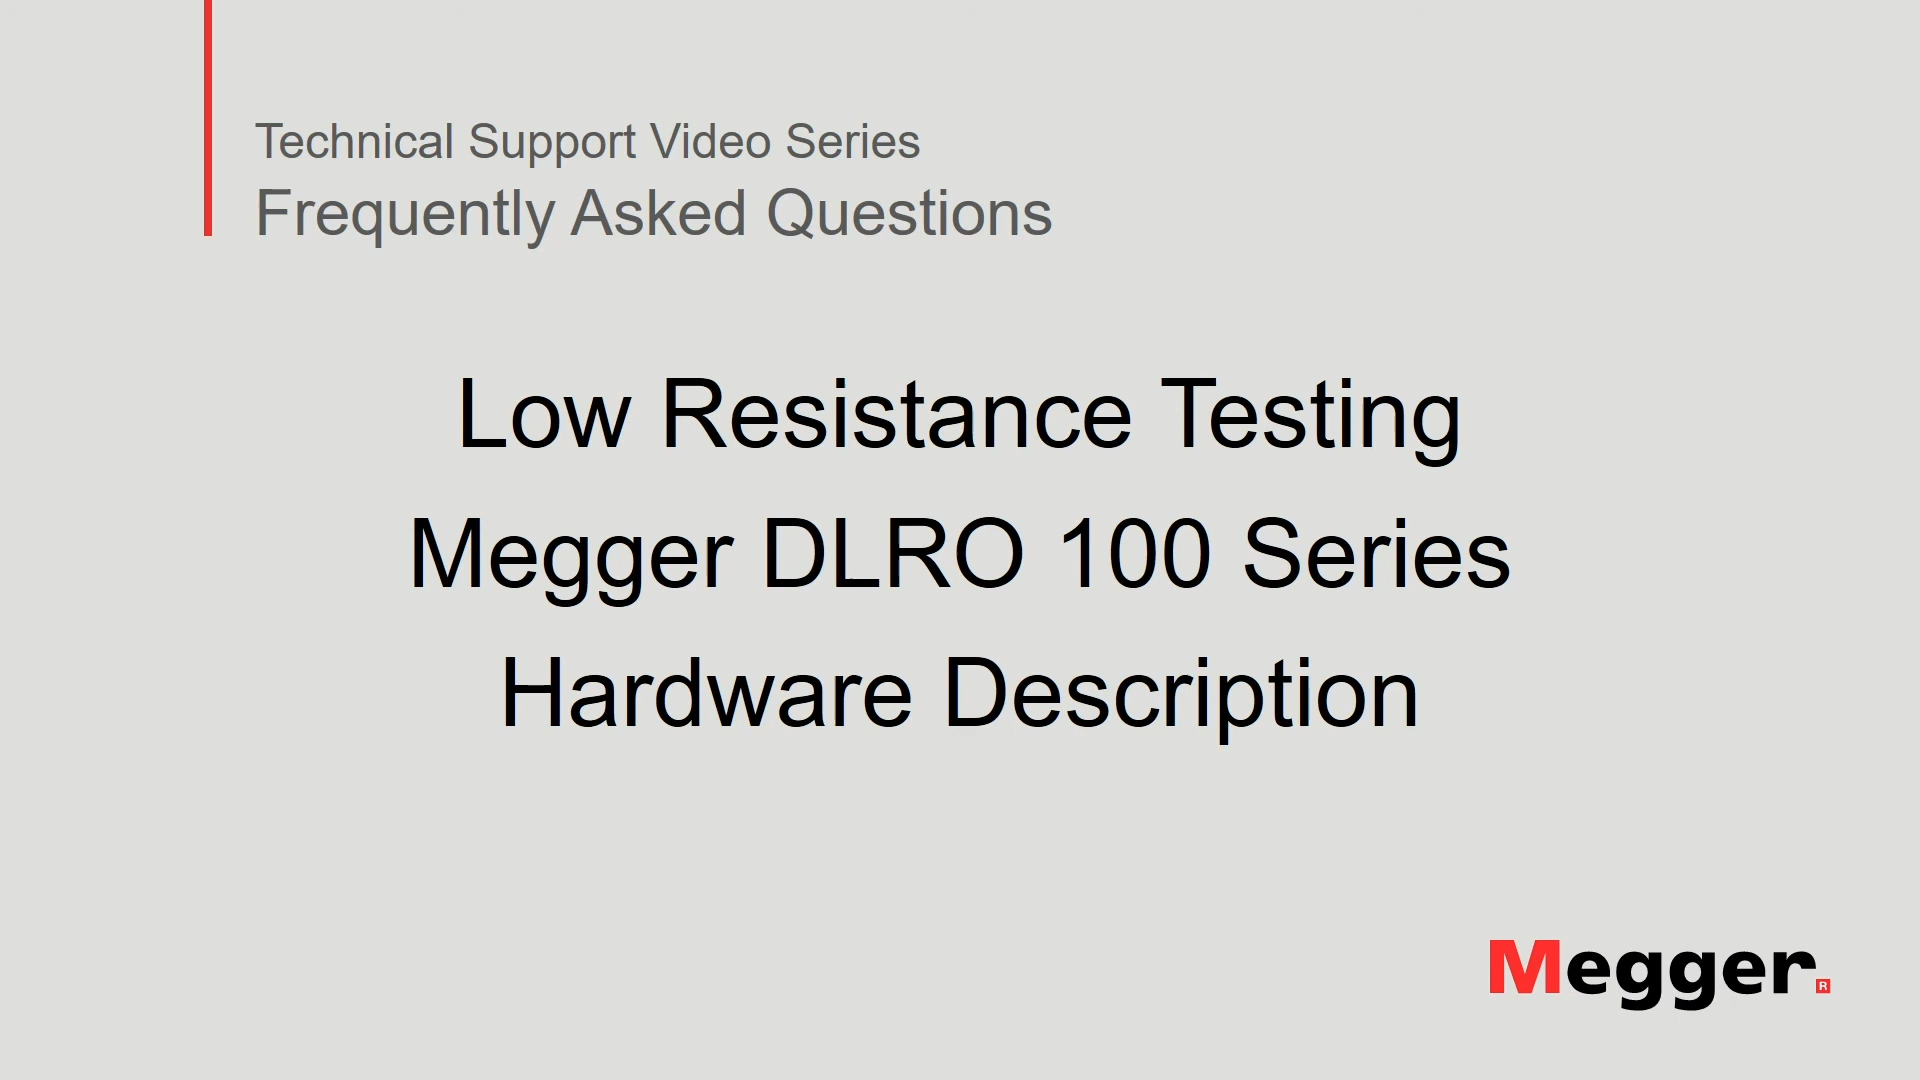 Technical Support Video Series
Frequently Asked Questions
Low Resistance Testing
Megger DLRO 100 Series
Hardware Description
Megger®